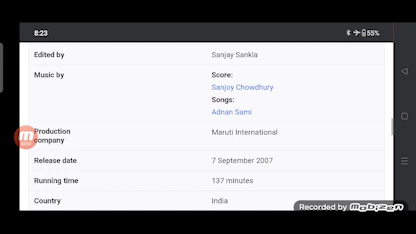 8:23
55%
Edited by Sanjay Sankla
Music by Score:
Sanjoy Chowdhury
Songs:
Adnan Sami
Production company Maruti International
Release date 7 September 2007
Running time 137 minutes
Country India
Recorded by Mobizen